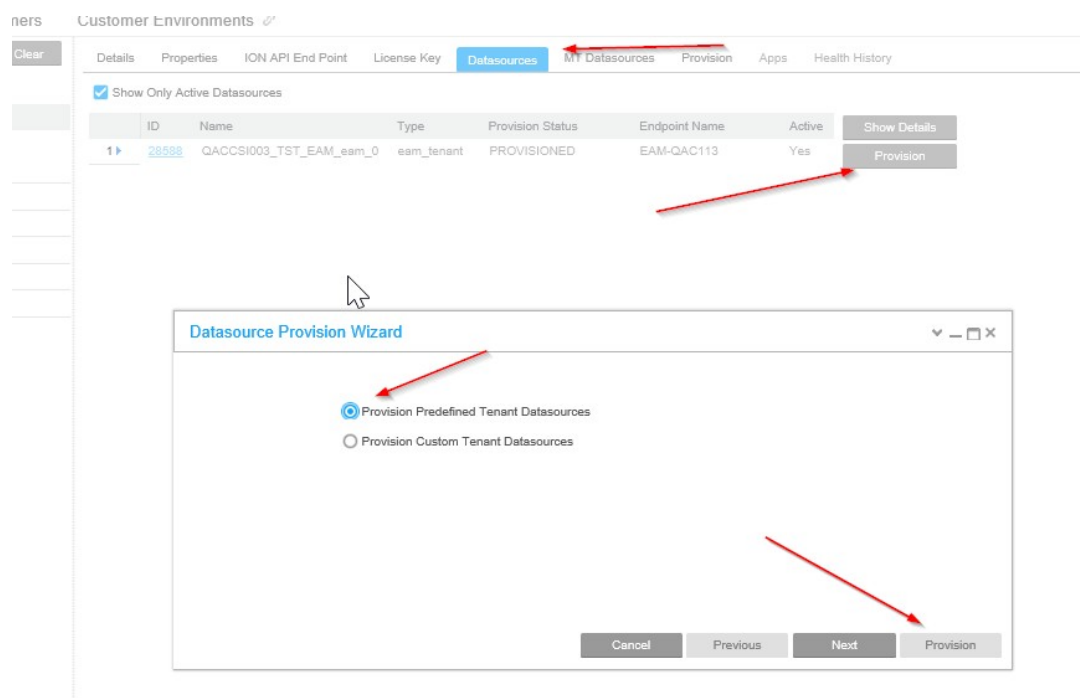 Customer Environments
Clear
Details Properties ION API End Point License Key Datasources MT Datasources Provision Apps Health History
Show Only Active Datasources
ID Name Type Provision Status Endpoint Name Active Show Details
1 28588 QACCSI003_TST_EAM_eam_0 eam_tenant PROVISIONED EAM-QAC113 Yes Provision
Datasource Provision Wizard
Provision Predefined Tenant Datasources
Provision Custom Tenant Datasources
Cancel Previous Next Provision